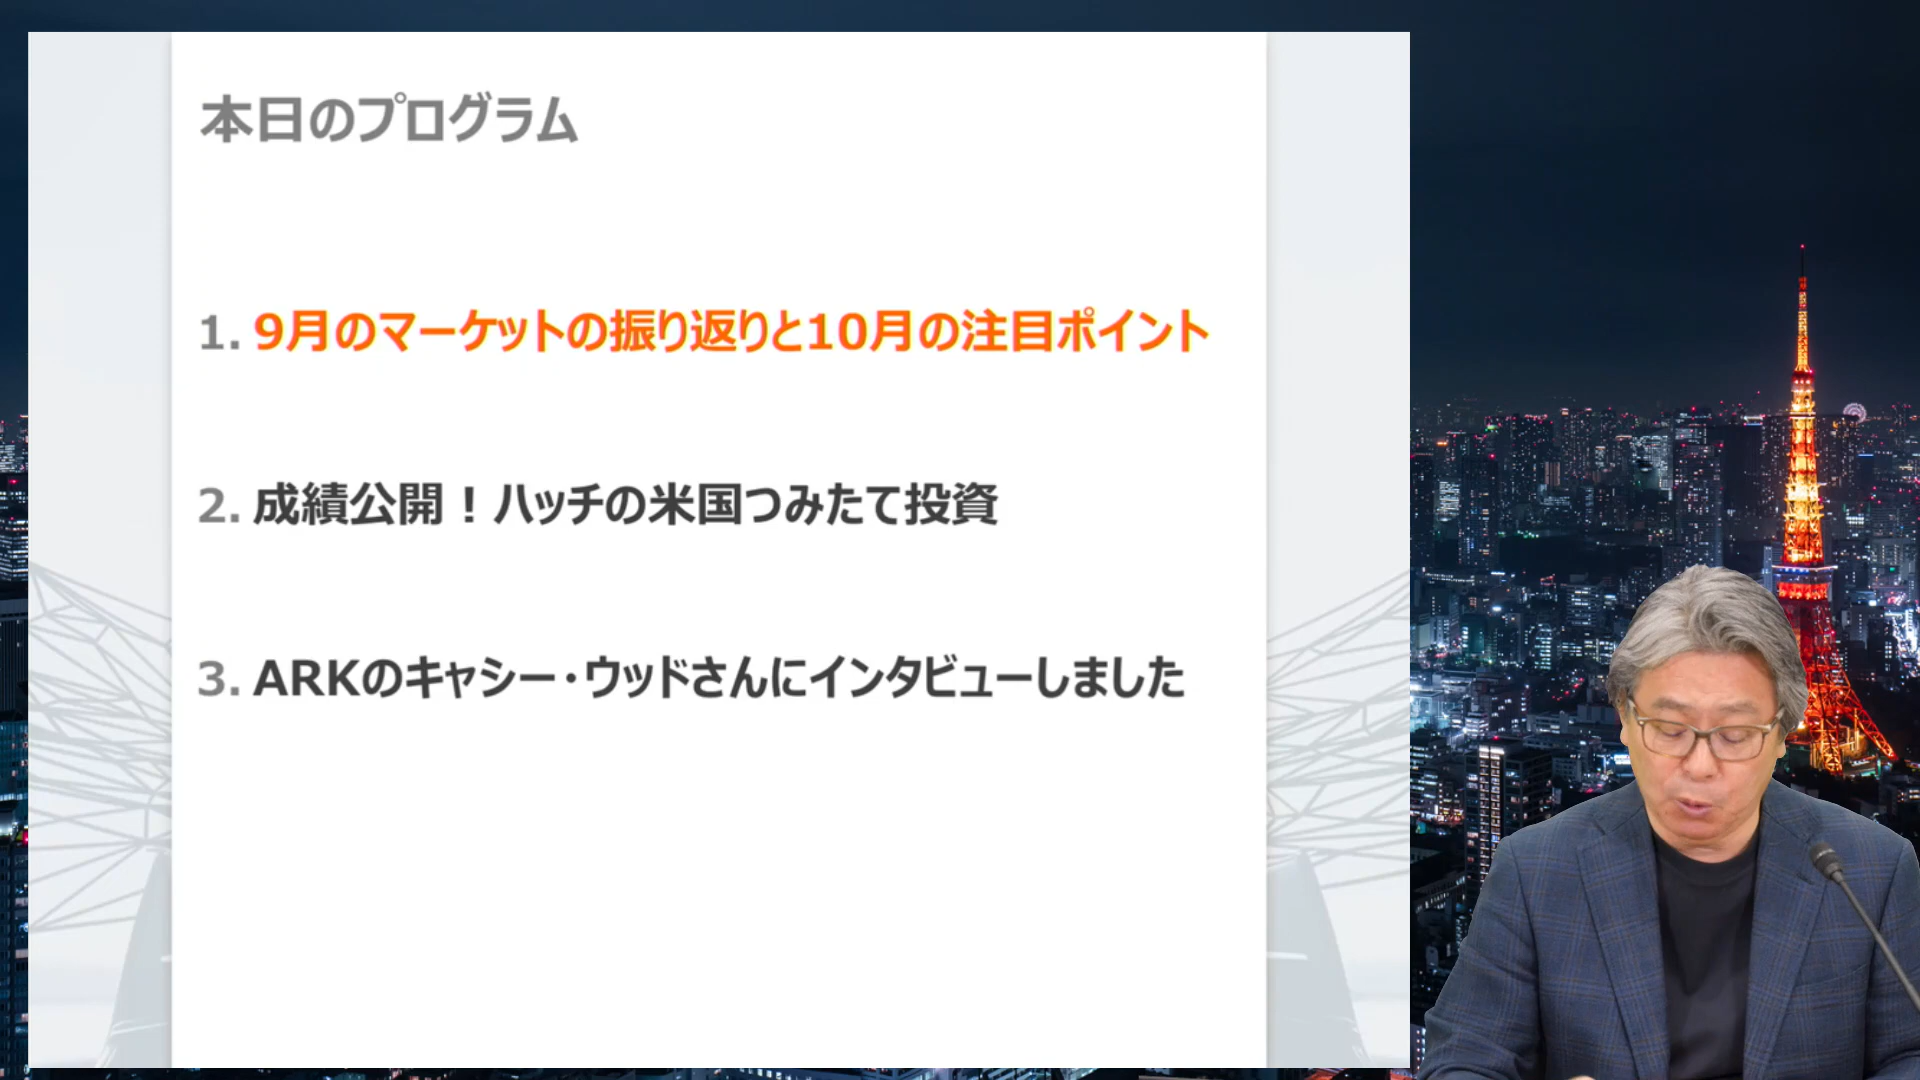 本日のプログラム
1. 9月のマーケットの振り返りと10月の注目ポイント
2. 成績公開！ハッチの米国つみたて投資
3. ARKのキャシー・ウッドさんにインタビューしました